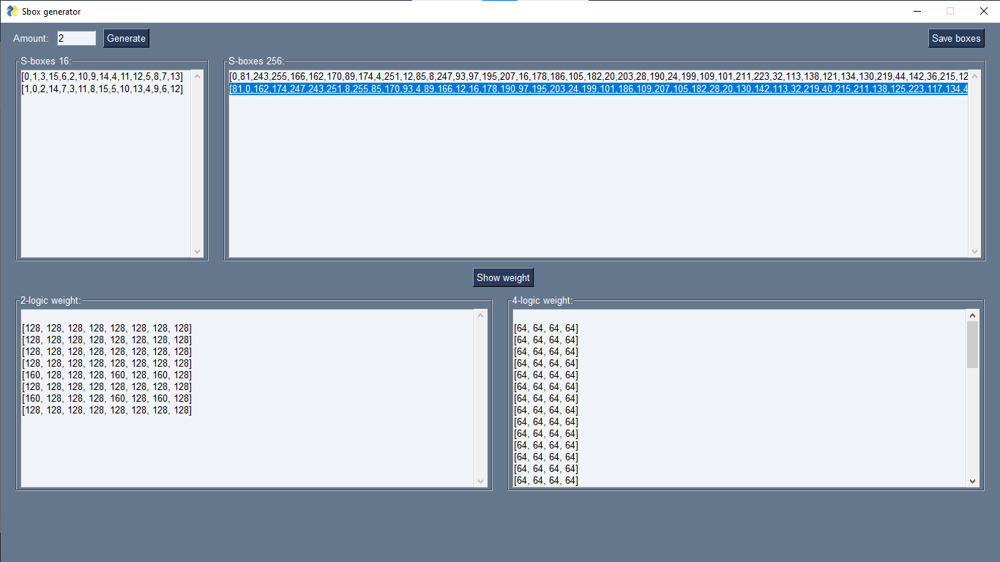 Sbox generator
Amount: 2 Generate Save boxes
S-boxes 16:
[0,1,3,15,6,2,10,9,14,4,11,12,5,8,7,13]
[1,0,2,14,7,3,11,8,15,5,10,13,4,9,6,12]
S-boxes 256:
[0,81,243,255,166,162,170,89,174,4,251,12,85,8,247,93,97,195,207,16,178,186,105,182,20,203,28,190,24,199,109,101,211,223,32,113,138,121,134,130,219,44,142,36,215,12
[81,0,162,174,247,243,251,8,255,85,170,93,4,89,166,12,16,178,190,97,195,203,24,199,101,186,109,207,105,182,28,20,130,142,113,32,219,40,215,211,138,125,223,117,134,4
Show weight
2-logic weight:
[128, 128, 128, 128, 128, 128, 128, 128]
[128, 128, 128, 128, 128, 128, 128, 128]
[128, 128, 128, 128, 128, 128, 128, 128]
[128, 128, 128, 128, 128, 128, 128, 128]
[160, 128, 128, 128, 160, 128, 160, 128]
[128, 128, 128, 128, 128, 128, 128, 128]
[160, 128, 128, 128, 160, 128, 160, 128]
[128, 128, 128, 128, 128, 128, 128, 128]
4-logic weight:
[64, 64, 64, 64]
[64, 64, 64, 64]
[64, 64, 64, 64]
[64, 64, 64, 64]
[64, 64, 64, 64]
[64, 64, 64, 64]
[64, 64, 64, 64]
[64, 64, 64, 64]
[64, 64, 64, 64]
[64, 64, 64, 64]
[64, 64, 64, 64]
[64, 64, 64, 64]
[64, 64, 64, 64]
[64, 64, 64, 64]